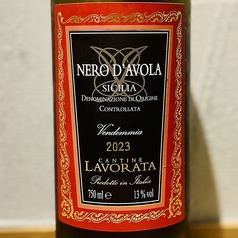 NERO D'AVOLA
SICILIA
DENOMINAZIONE DI ORIGINE
CONTROLLATA
Vendemmia
2023
CANTINE
LAVORATA
Prodotto in Italia
750 ml e 13 % vol